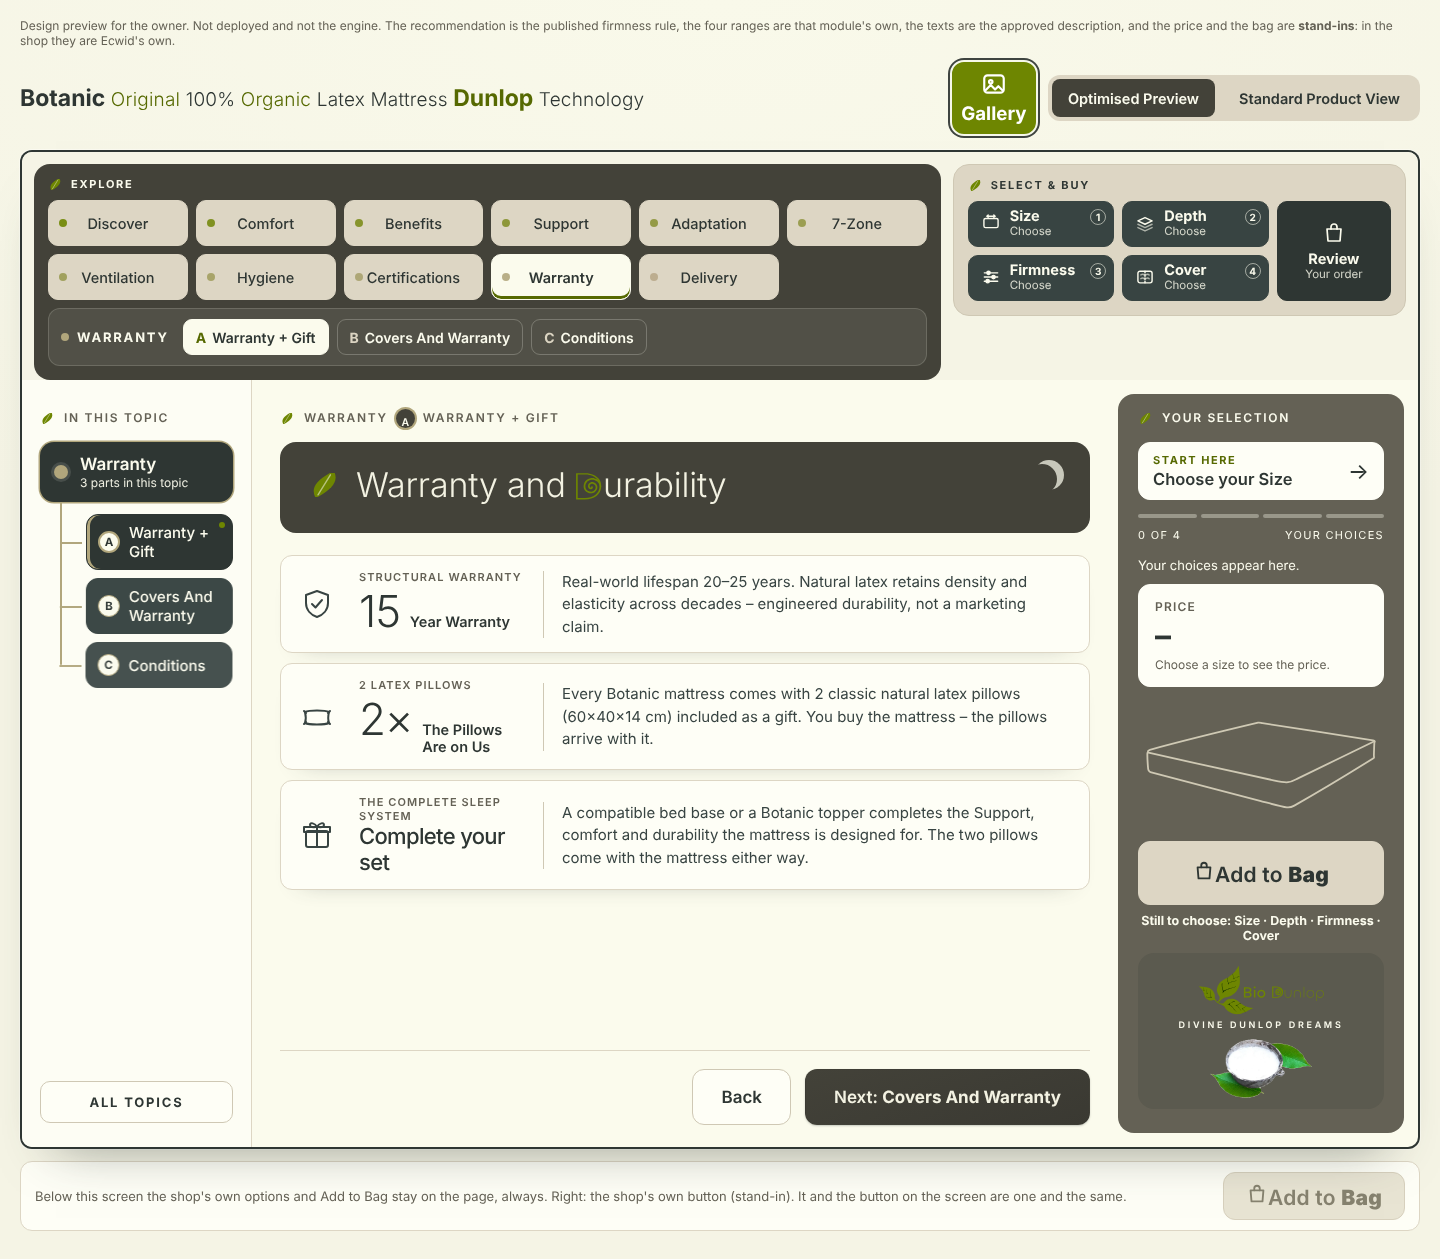 Design preview for the owner. Not deployed and not the engine. The recommendation is the published firmness rule, the four ranges are that module's own, the texts are the approved description, and the price and the bag are stand-ins: in the
shop they are Ecwid's own.
Botanic Original 100% Organic Latex Mattress Dunlop Technology
Gallery
Optimised Preview
Standard Product View
EXPLORE
Discover
Comfort
Benefits
Support
Adaptation
7-Zone
Ventilation
Hygiene
Certifications
Warranty
Delivery
WARRANTY
A Warranty + Gift
B Covers And Warranty
C Conditions
SELECT & BUY
Size
Choose
1
Depth
Choose
2
Firmness
Choose
3
Cover
Choose
4
Review
Your order
IN THIS TOPIC
Warranty
3 parts in this topic
A
Warranty +
Gift
B
Covers And
Warranty
C
Conditions
ALL TOPICS
WARRANTY A WARRANTY + GIFT
Warranty and Durability
STRUCTURAL WARRANTY
15 Year Warranty
Real-world lifespan 20–25 years. Natural latex retains density and
elasticity across decades – engineered durability, not a marketing
claim.
2 LATEX PILLOWS
2× The Pillows
Are on Us
Every Botanic mattress comes with 2 classic natural latex pillows
(60×40×14 cm) included as a gift. You buy the mattress – the pillows
arrive with it.
THE COMPLETE SLEEP
SYSTEM
Complete your
set
A compatible bed base or a Botanic topper completes the Support,
comfort and durability the mattress is designed for. The two pillows
come with the mattress either way.
Back
Next: Covers And Warranty
YOUR SELECTION
START HERE
Choose your Size
0 OF 4
YOUR CHOICES
Your choices appear here.
PRICE
–
Choose a size to see the price.
Add to Bag
Still to choose: Size · Depth · Firmness ·
Cover
Bio Dunlop
DIVINE DUNLOP DREAMS
Below this screen the shop's own options and Add to Bag stay on the page, always. Right: the shop's own button (stand-in). It and the button on the screen are one and the same.
Add to Bag